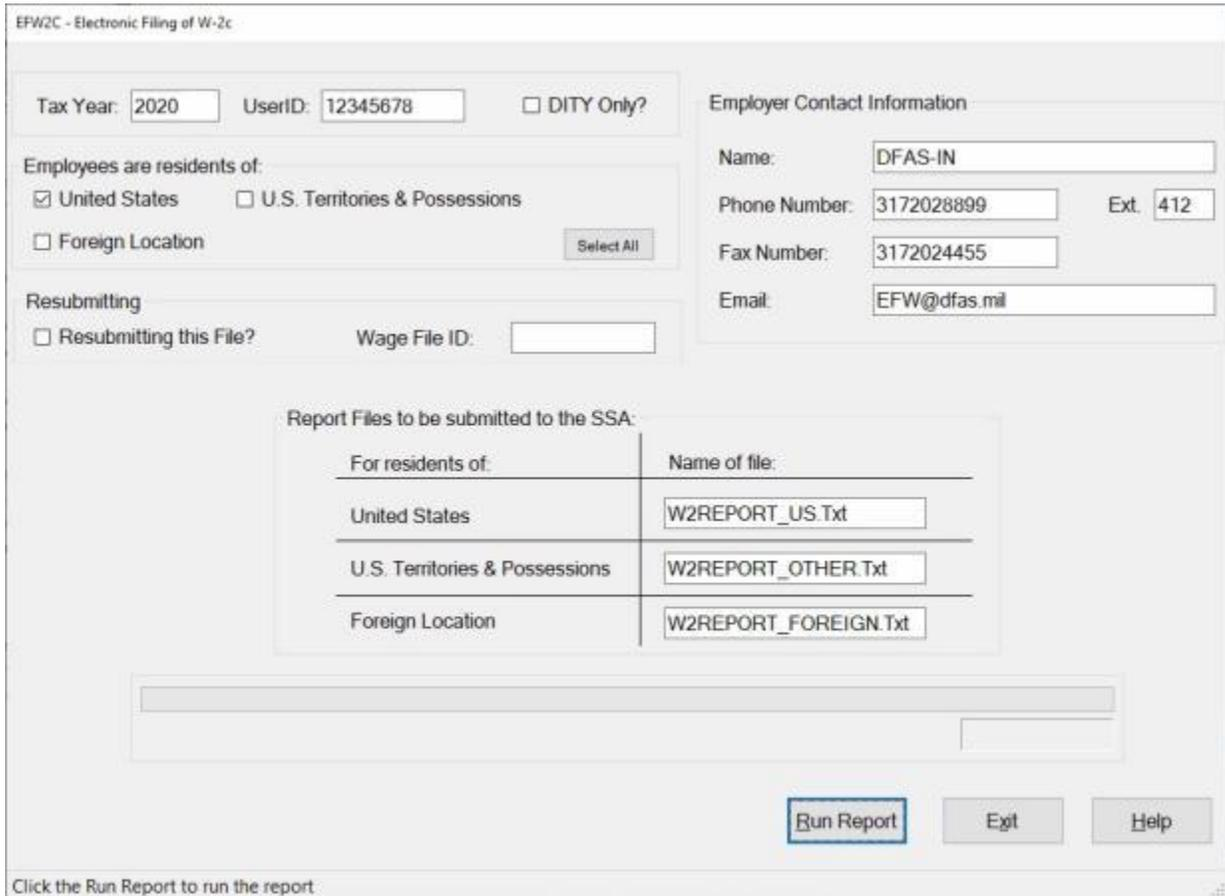 EFW2C - Electronic Filing of W-2c
Tax Year: 2020 UserID: 12345678 DITY Only?
Employees are residents of:
United States U.S. Territories & Possessions
Foreign Location Select All
Resubmitting
Resubmitting this File? Wage File ID:
Employer Contact Information
Name: DFAS-IN
Phone Number: 3172028899 Ext. 412
Fax Number: 3172024455
Email: EFW@dfas.mil
Report Files to be submitted to the SSA:
For residents of: Name of file:
United States W2REPORT_US.Txt
U.S. Territories & Possessions W2REPORT_OTHER.Txt
Foreign Location W2REPORT_FOREIGN.Txt
Run Report Exit Help
Click the Run Report to run the report